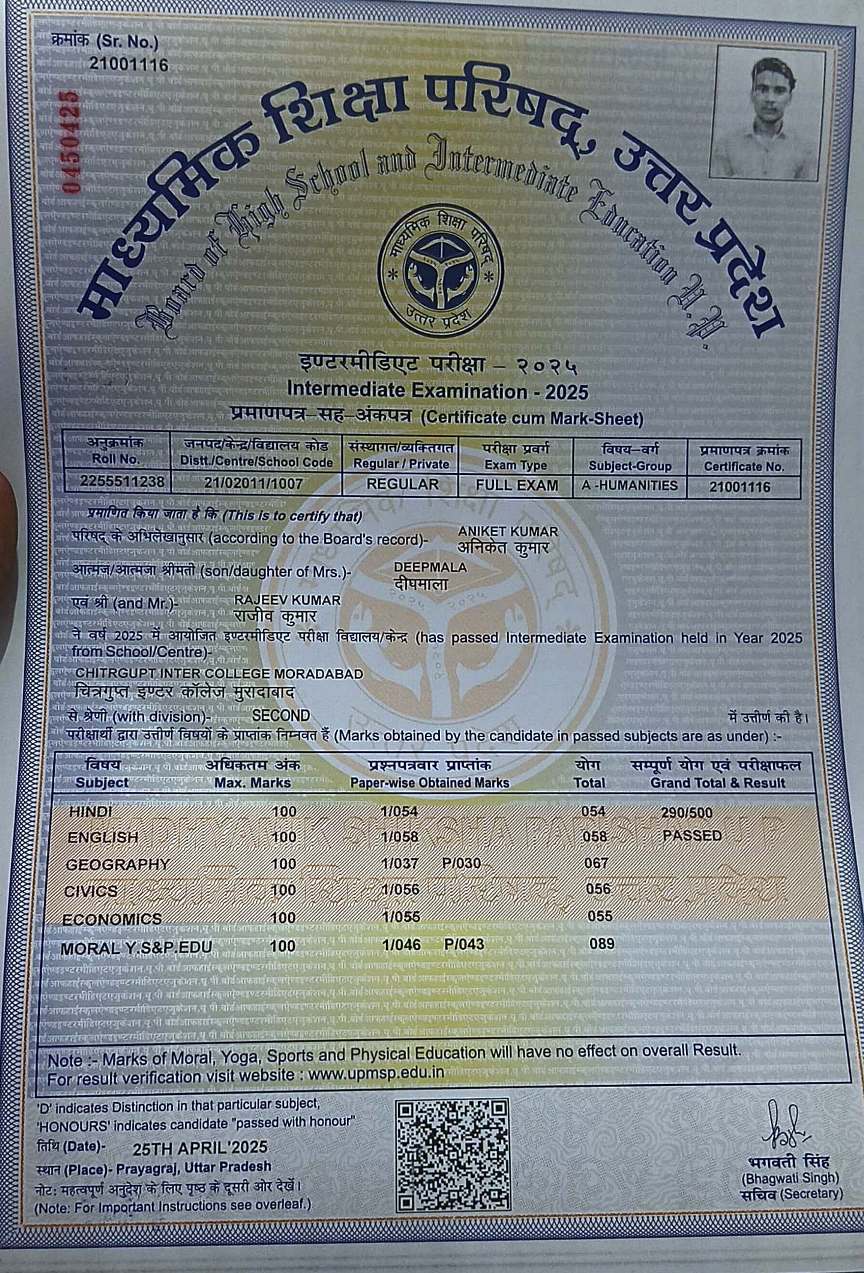 क्रमांक (Sr. No.)
21001116
0450425
माध्यमिक शिक्षा परिषद्, उत्तर प्रदेश
Board of High School and Intermediate Education U.P.
माध्यमिक शिक्षा परिषद
उत्तर प्रदेश
इण्टरमीडिएट परीक्षा – २०२५
Intermediate Examination - 2025
प्रमाणपत्र–सह–अंकपत्र (Certificate cum Mark-Sheet)
अनुक्रमांक जनपद/केन्द्र/विद्यालय कोड संस्थागत/व्यक्तिगत परीक्षा प्रवर्ग विषय–वर्ग प्रमाणपत्र क्रमांक
Roll No. Distt./Centre/School Code Regular / Private Exam Type Subject-Group Certificate No.
2255511238 21/02011/1007 REGULAR FULL EXAM A -HUMANITIES 21001116
प्रमाणित किया जाता है कि (This is to certify that)
परिषद् के अभिलेखानुसार (according to the Board's record)- ANIKET KUMAR
अनिकेत कुमार
आत्मज/आत्मजा श्रीमती (son/daughter of Mrs.)- DEEPMALA
दीपमाला
एवं श्री (and Mr.)- RAJEEV KUMAR
राजीव कुमार
ने वर्ष 2025 में आयोजित इण्टरमीडिएट परीक्षा विद्यालय/केन्द्र (has passed Intermediate Examination held in Year 2025
from School/Centre)-
CHITRGUPT INTER COLLEGE MORADABAD
चित्रगुप्त इण्टर कॉलेज मुरादाबाद
से श्रेणी (with division)- SECOND में उत्तीर्ण की है।
परीक्षार्थी द्वारा उत्तीर्ण विषयों के प्राप्तांक निम्नवत हैं (Marks obtained by the candidate in passed subjects are as under) :-
विषय अधिकतम अंक प्रश्नपत्रवार प्राप्तांक योग सम्पूर्ण योग एवं परीक्षाफल
Subject Max. Marks Paper-wise Obtained Marks Total Grand Total & Result
HINDI 100 1/054 054 290/500
ENGLISH 100 1/058 058 PASSED
GEOGRAPHY 100 1/037 P/030 067
CIVICS 100 1/056 056
ECONOMICS 100 1/055 055
MORAL Y.S&P.EDU 100 1/046 P/043 089
Note :- Marks of Moral, Yoga, Sports and Physical Education will have no effect on overall Result.
For result verification visit website : www.upmsp.edu.in
'D' indicates Distinction in that particular subject,
'HONOURS' indicates candidate "passed with honour"
तिथि (Date)- 25TH APRIL'2025
स्थान (Place)- Prayagraj, Uttar Pradesh
नोट: महत्वपूर्ण अनुदेश के लिए पृष्ठ के दूसरी ओर देखें।
(Note: For Important Instructions see overleaf.)
भगवती सिंह
(Bhagwati Singh)
सचिव (Secretary)